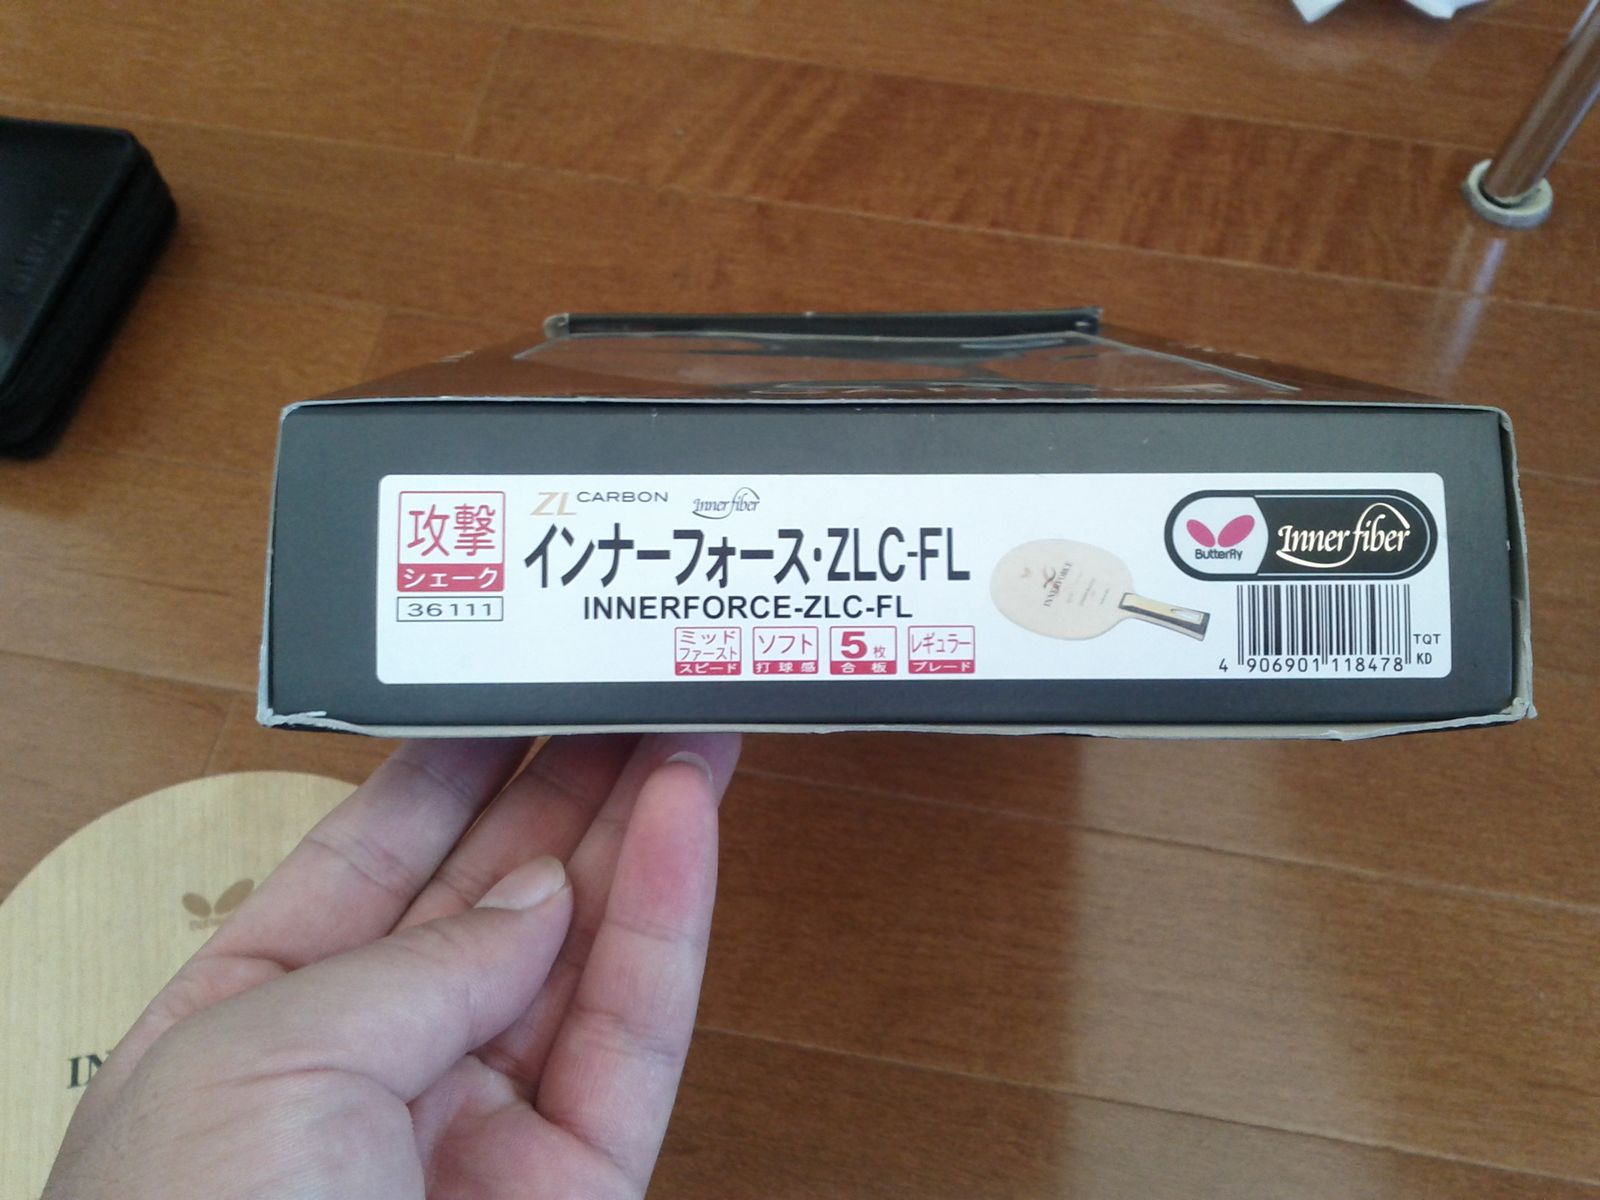 攻撃
シェーク
36111
ZL CARBON
Inner fiber
インナーフォース・ZLC-FL
INNERFORCE-ZLC-FL
ミッド
ファースト
スピード
ソフト
打球感
5枚
合板
レギュラー
ブレード
INNERFORCE
Butterfly
Inner fiber
4 906901 118478
TQT
KD
IN